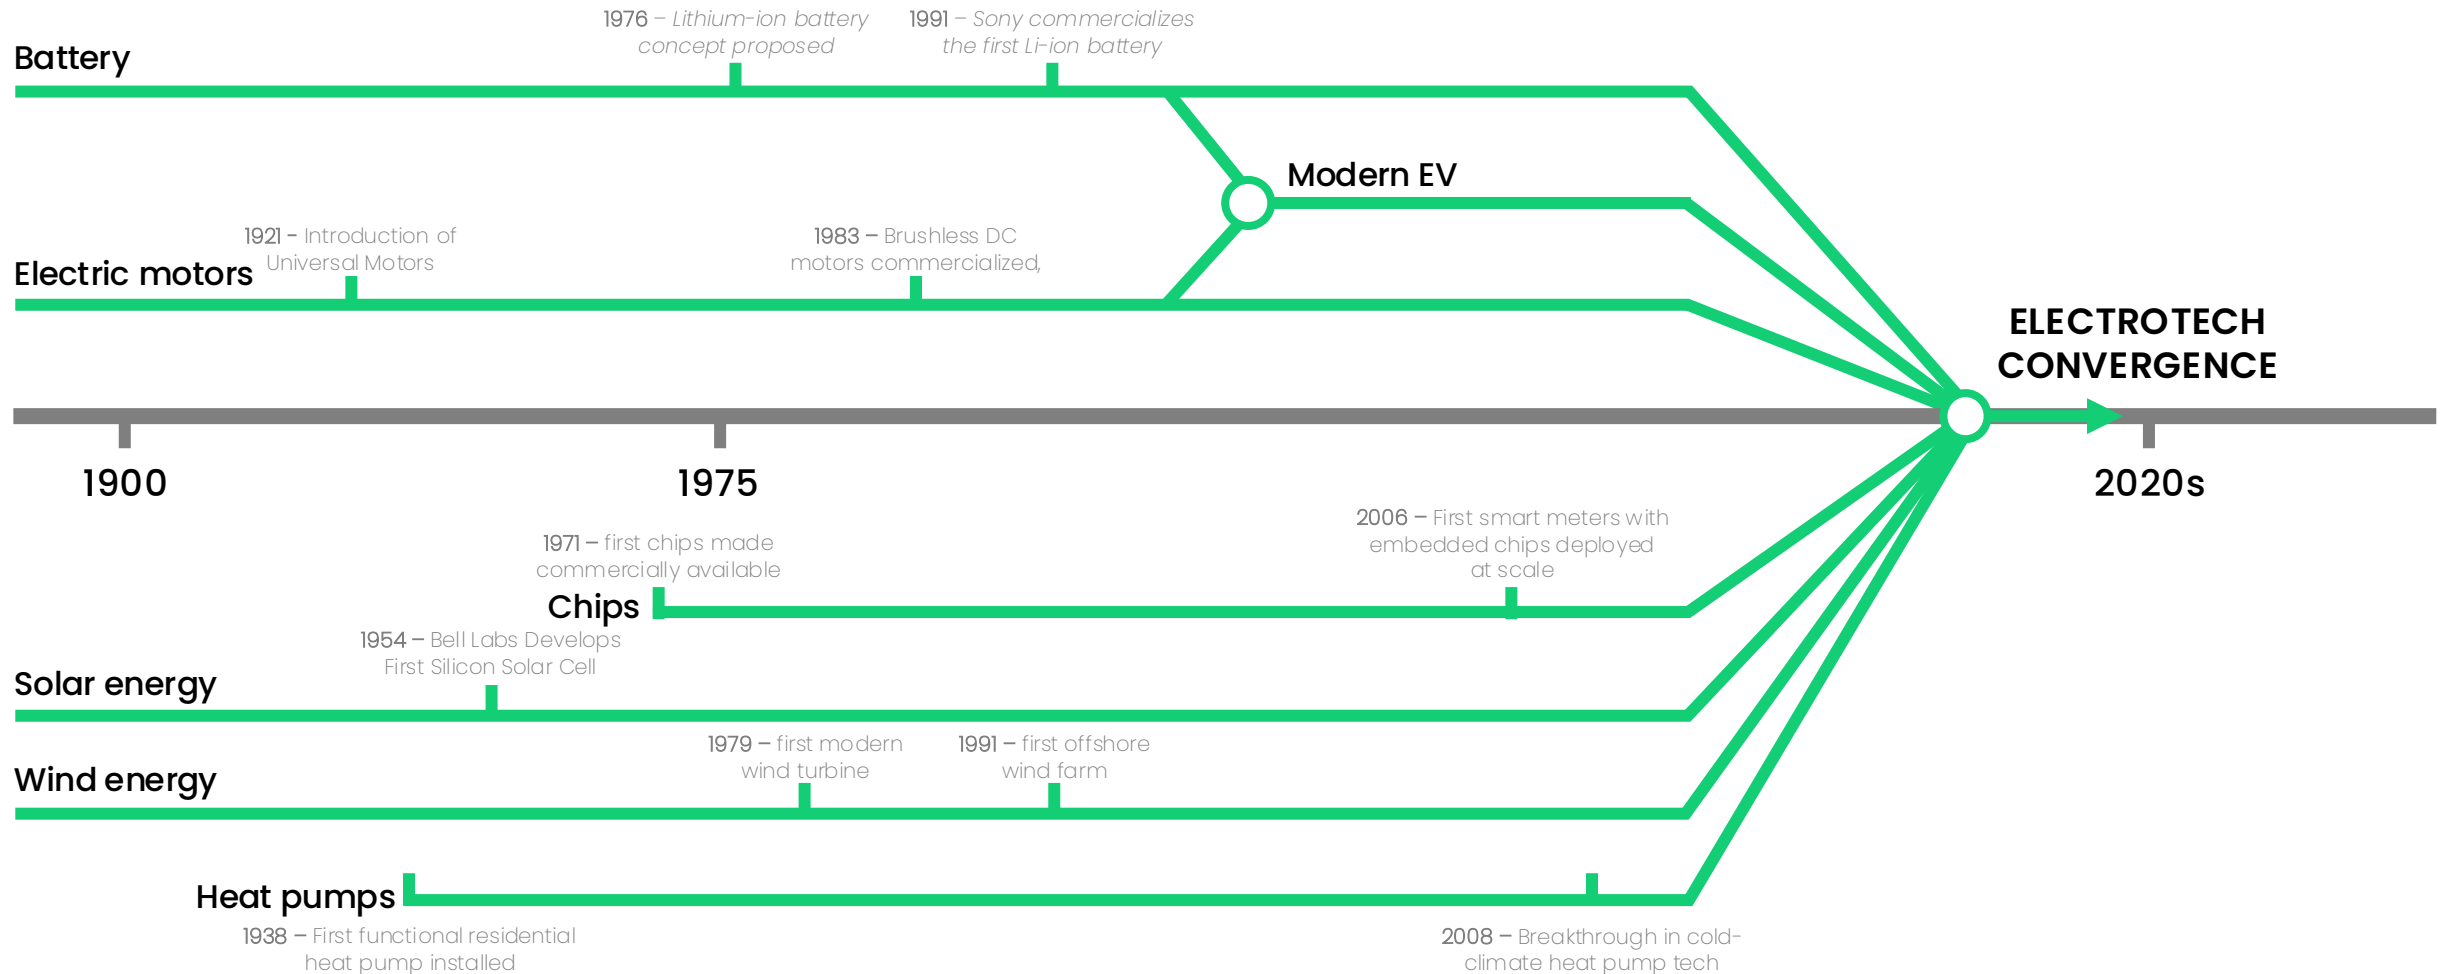 1976 – Lithium-ion battery
concept proposed
1991 – Sony commercializes
the first Li-ion battery
Battery
Modern EV
1921 - Introduction of
Universal Motors
1983 – Brushless DC
motors commercialized,
Electric motors
ELECTROTECH
CONVERGENCE
1900
1975
2020s
1971 – first chips made
commercially available
2006 – First smart meters with
embedded chips deployed
at scale
Chips
1954 – Bell Labs Develops
First Silicon Solar Cell
Solar energy
1979 – first modern
wind turbine
1991 – first offshore
wind farm
Wind energy
Heat pumps
1938 – First functional residential
heat pump installed
2008 – Breakthrough in cold-
climate heat pump tech